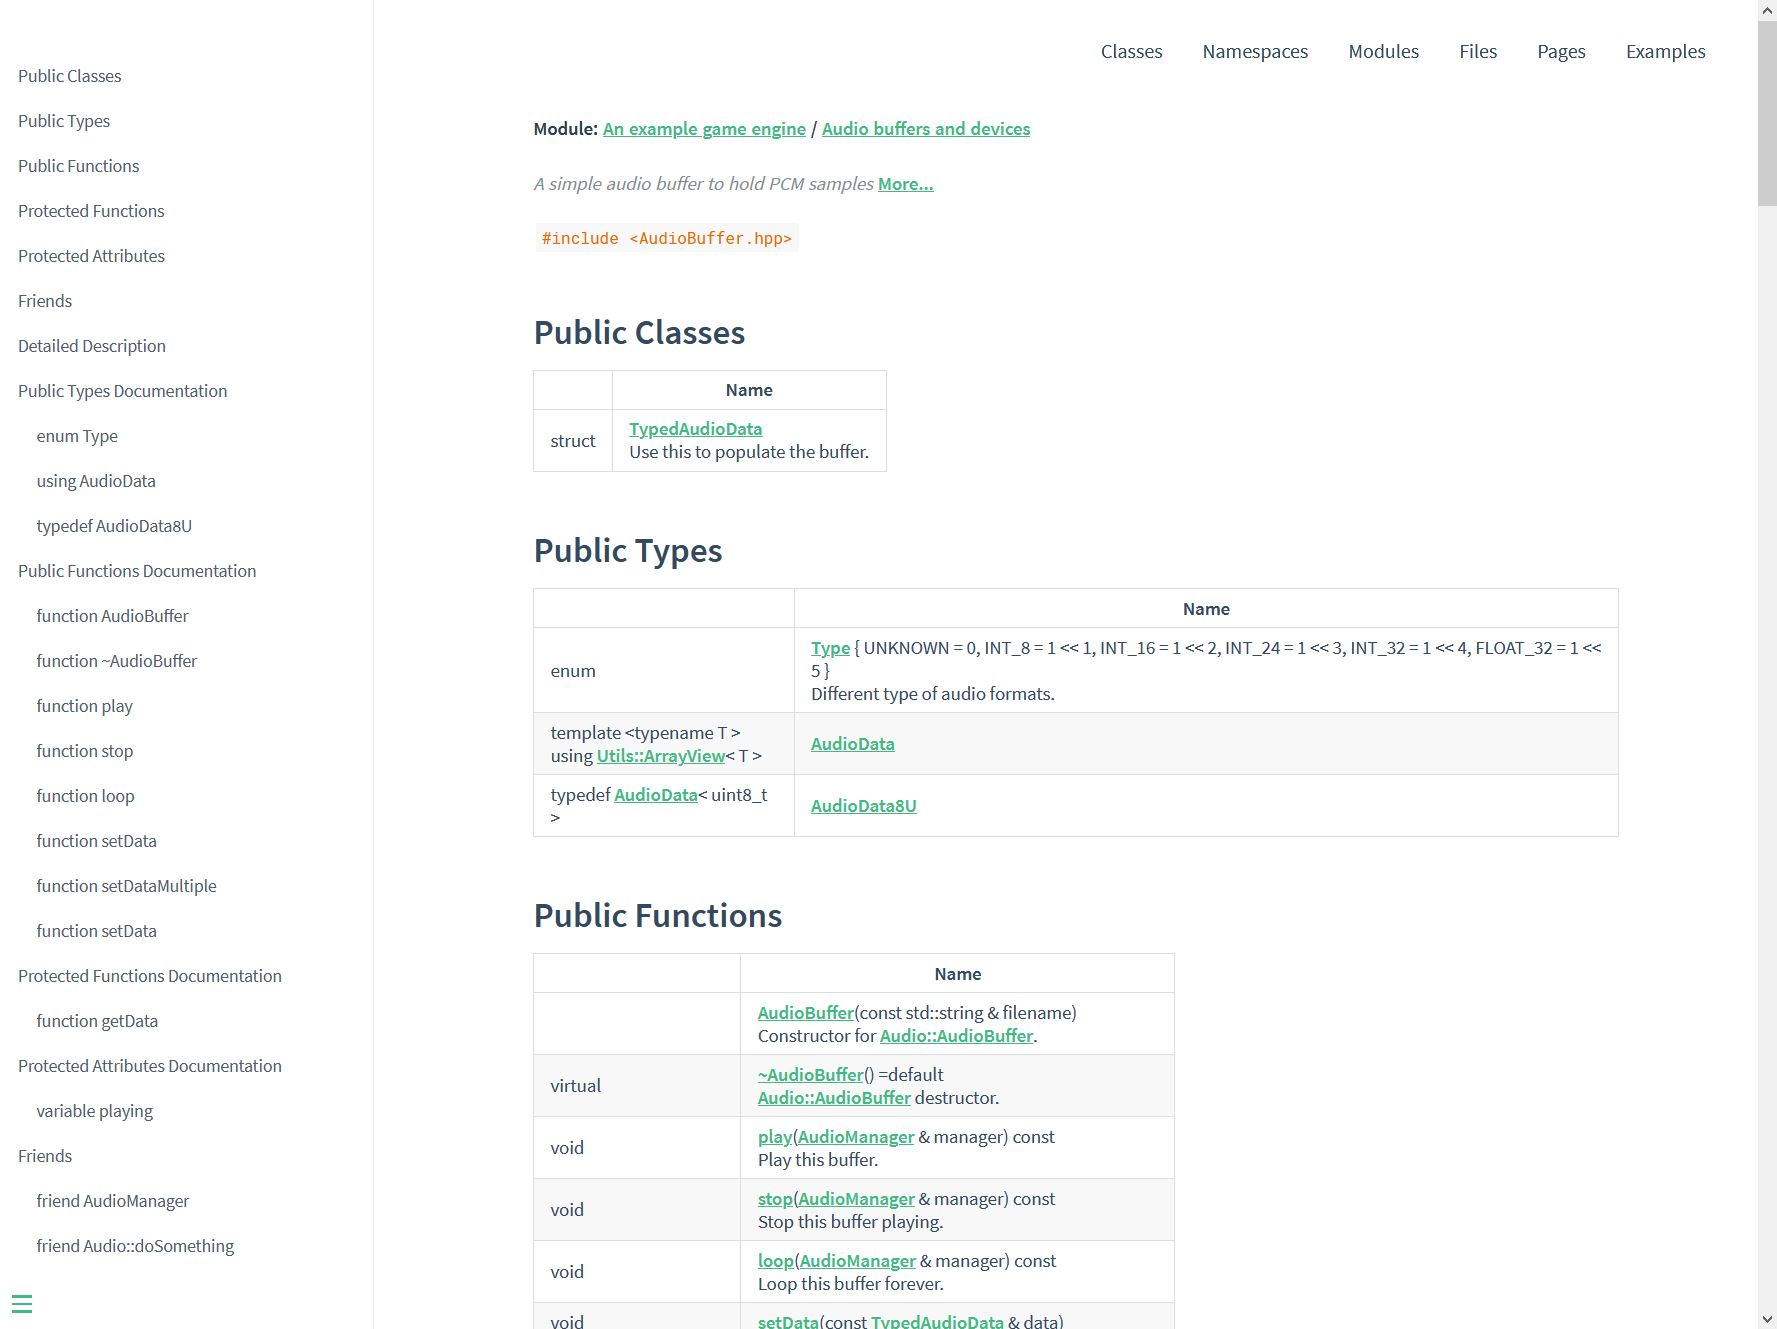 Public Classes
Public Types
Public Functions
Protected Functions
Protected Attributes
Friends
Detailed Description
Public Types Documentation
enum Type
using AudioData
typedef AudioData8U
Public Functions Documentation
function AudioBuffer
function ~AudioBuffer
function play
function stop
function loop
function setData
function setDataMultiple
function setData
Protected Functions Documentation
function getData
Protected Attributes Documentation
variable playing
Friends
friend AudioManager
friend Audio::doSomething
Classes Namespaces Modules Files Pages Examples
Module: An example game engine / Audio buffers and devices
A simple audio buffer to hold PCM samples More...
#include <AudioBuffer.hpp>
Public Classes
Name
struct
TypedAudioData
Use this to populate the buffer.
Public Types
Name
enum
Type { UNKNOWN = 0, INT_8 = 1 << 1, INT_16 = 1 << 2, INT_24 = 1 << 3, INT_32 = 1 << 4, FLOAT_32 = 1 <<
5 }
Different type of audio formats.
template <typename T >
using Utils::ArrayView< T >
AudioData
typedef AudioData< uint8_t
>
AudioData8U
Public Functions
Name
AudioBuffer(const std::string & filename)
Constructor for Audio::AudioBuffer.
virtual
~AudioBuffer() =default
Audio::AudioBuffer destructor.
void
play(AudioManager & manager) const
Play this buffer.
void
stop(AudioManager & manager) const
Stop this buffer playing.
void
loop(AudioManager & manager) const
Loop this buffer forever.
void
setData(const TypedAudioData & data)